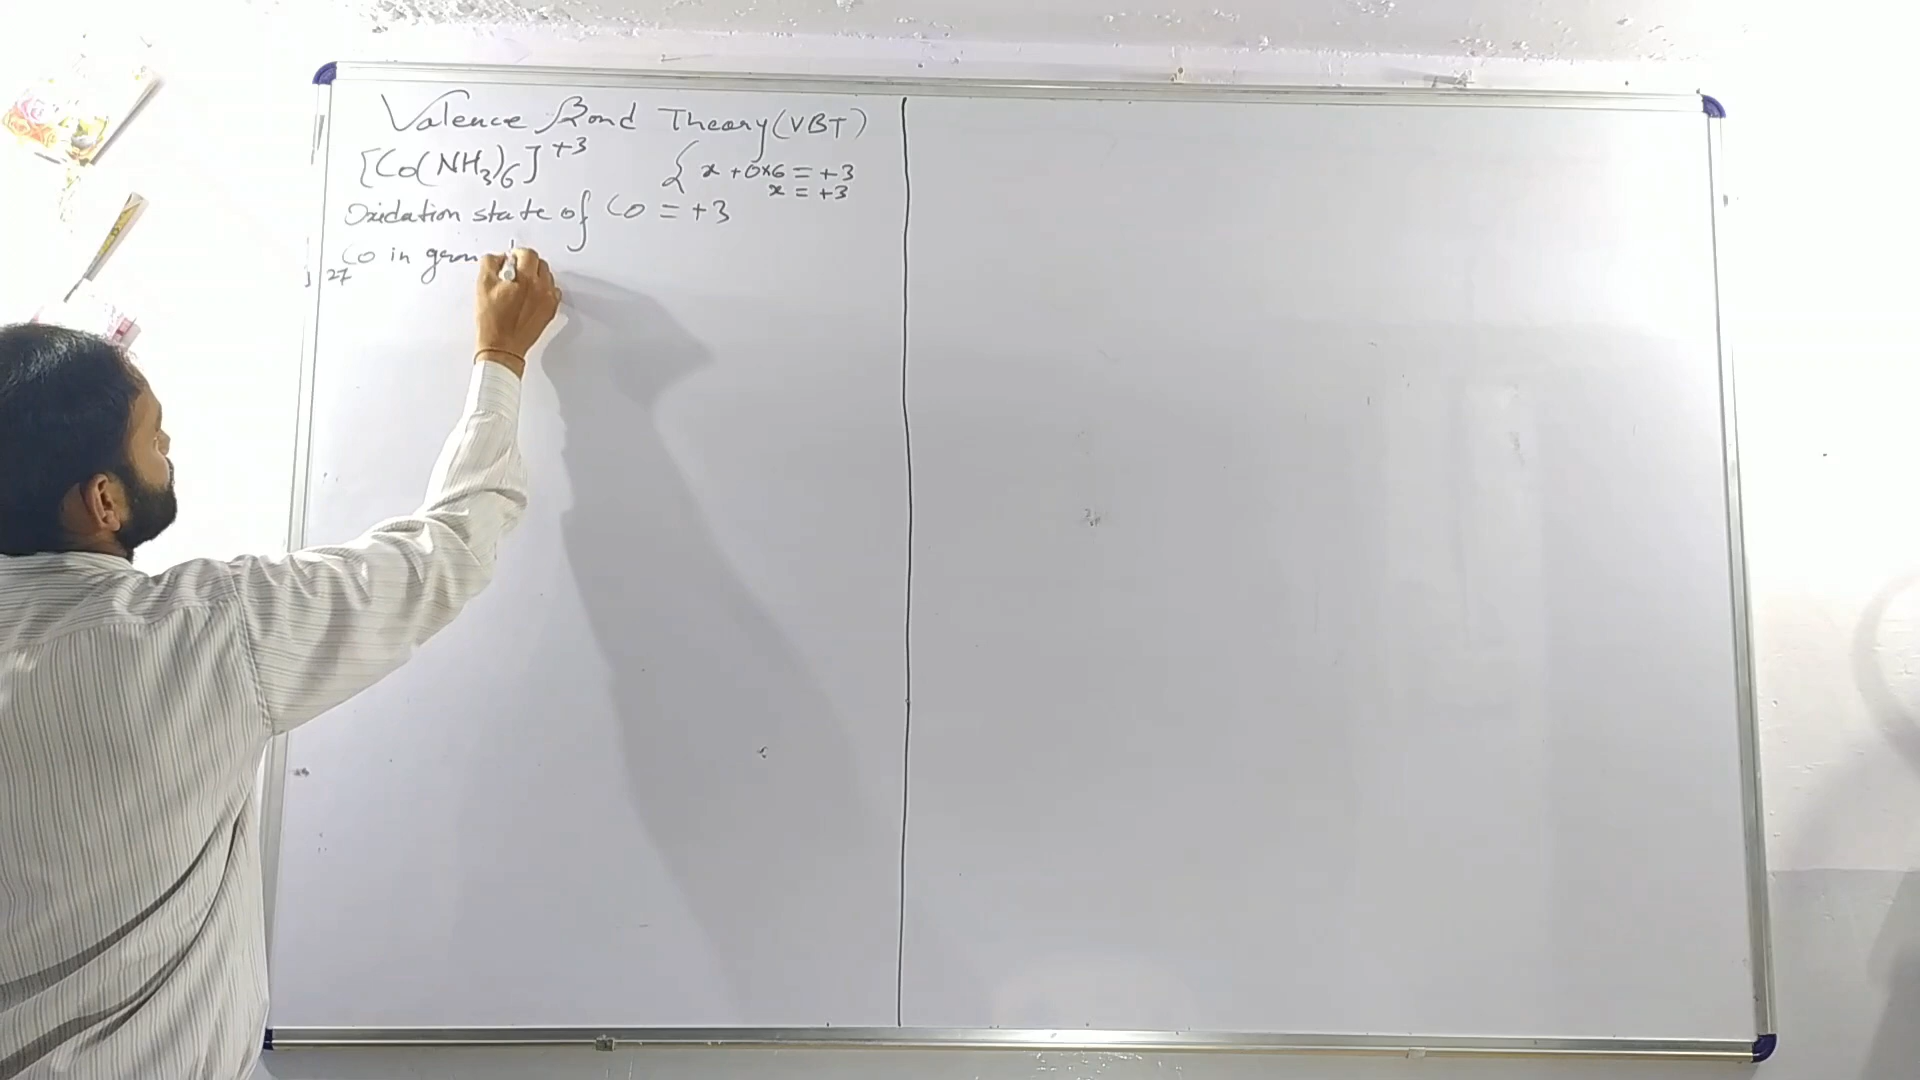 Valence Bond Theory (VBT)
[Co(NH₃)₆]⁺³
{ x + 0×6 = +3
x = +3
Oxidation state of Co = +3
₂₇Co in